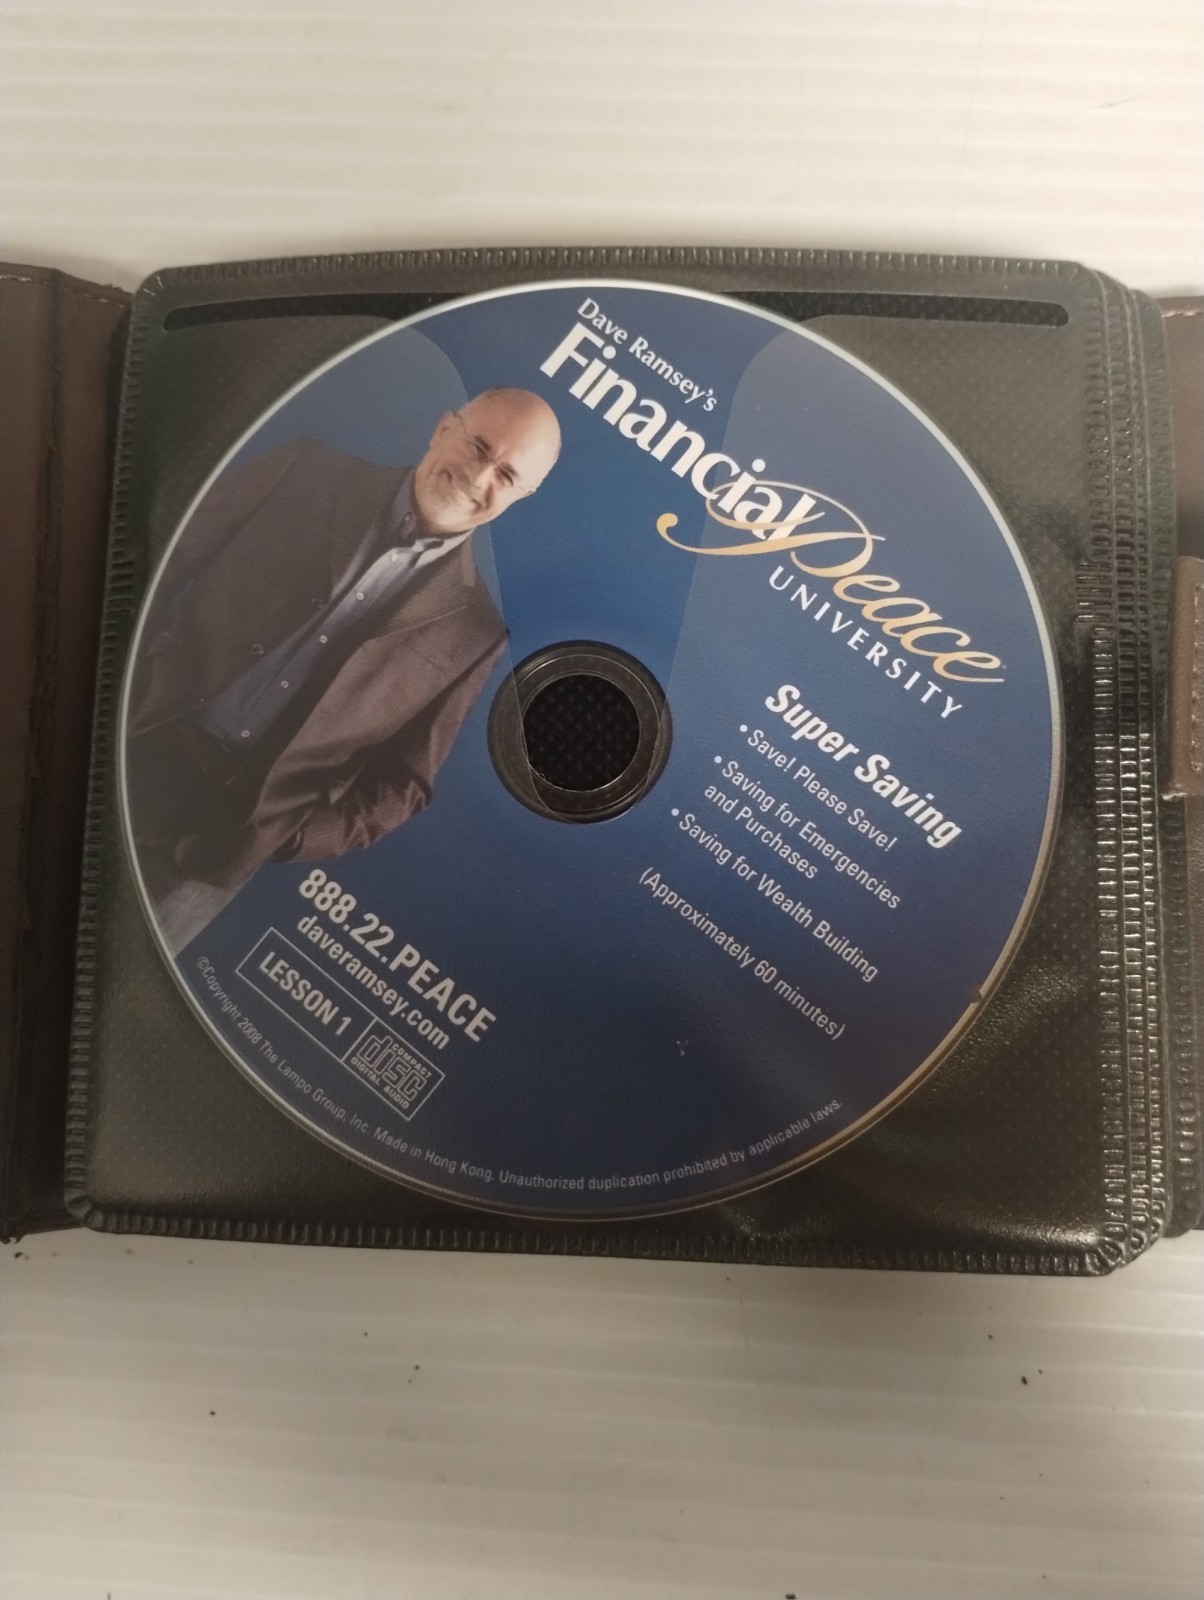 Dave Ramsey's
Financial
Peace
UNIVERSITY
Super Saving
• Save! Please Save!
• Saving for Emergencies
and Purchases
• Saving for Wealth Building
(Approximately 60 minutes)
888.22.PEACE
daveramsey.com
LESSON 1
COMPACT
disc
DIGITAL AUDIO
©Copyright 2008 The Lampo Group, Inc. Made in Hong Kong. Unauthorized duplication prohibited by applicable laws.